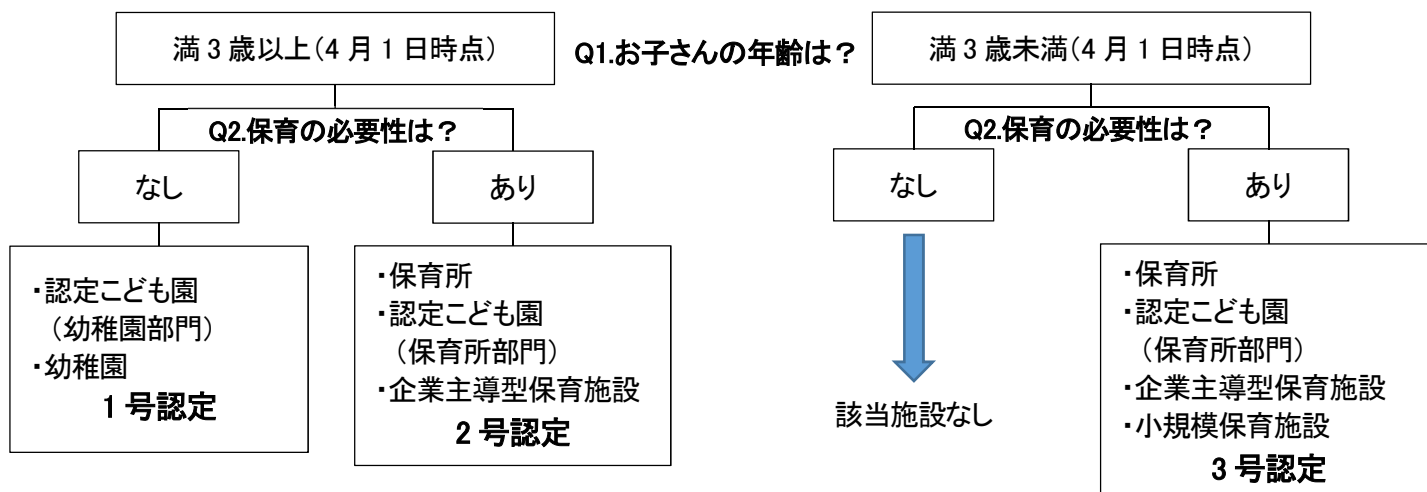 満3歳以上(4月1日時点)
Q1.お子さんの年齢は？
満3歳未満(4月1日時点)
Q2.保育の必要性は？
なし
あり
・認定こども園
（幼稚園部門）
・幼稚園
1号認定
・保育所
・認定こども園
（保育所部門）
・企業主導型保育施設
2号認定
Q2.保育の必要性は？
なし
あり
該当施設なし
・保育所
・認定こども園
（保育所部門）
・企業主導型保育施設
・小規模保育施設
3号認定